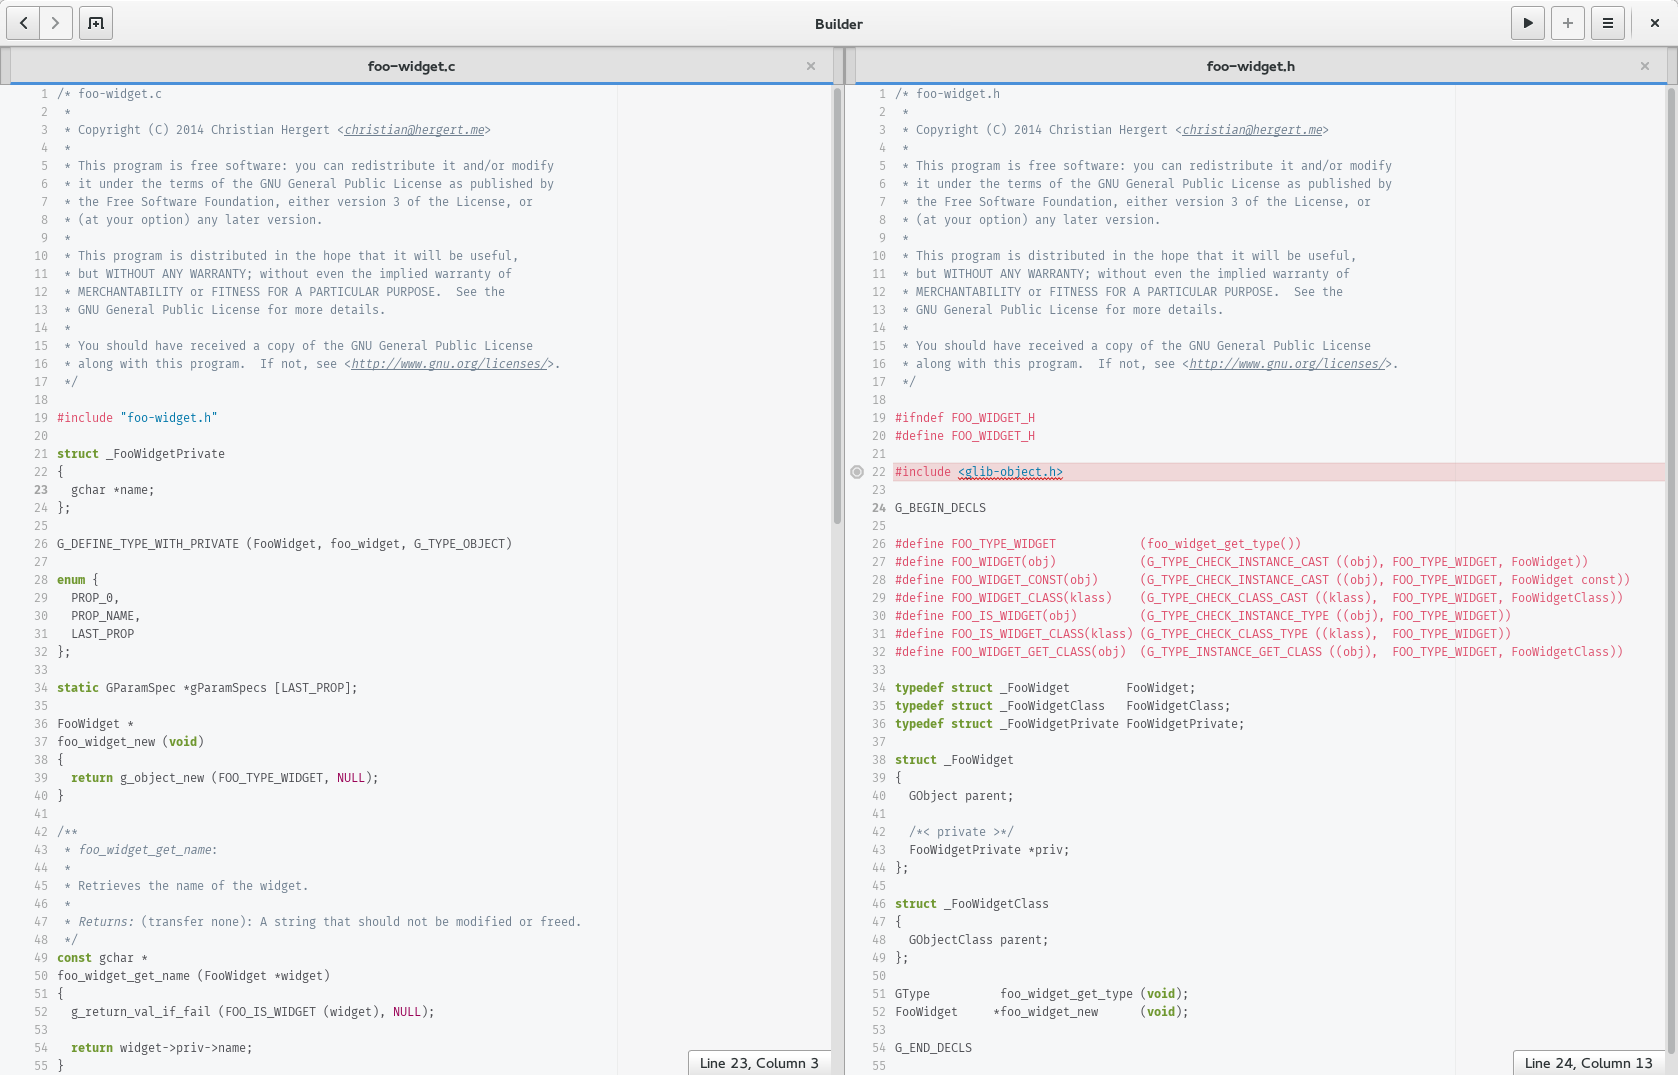 Builder
foo-widget.c
1 /* foo-widget.c
2  *
3  * Copyright (C) 2014 Christian Hergert <christian@hergert.me>
4  *
5  * This program is free software: you can redistribute it and/or modify
6  * it under the terms of the GNU General Public License as published by
7  * the Free Software Foundation, either version 3 of the License, or
8  * (at your option) any later version.
9  *
10  * This program is distributed in the hope that it will be useful,
11  * but WITHOUT ANY WARRANTY; without even the implied warranty of
12  * MERCHANTABILITY or FITNESS FOR A PARTICULAR PURPOSE.  See the
13  * GNU General Public License for more details.
14  *
15  * You should have received a copy of the GNU General Public License
16  * along with this program.  If not, see <http://www.gnu.org/licenses/>.
17  */
18
19 #include "foo-widget.h"
20
21 struct _FooWidgetPrivate
22 {
23   gchar *name;
24 };
25
26 G_DEFINE_TYPE_WITH_PRIVATE (FooWidget, foo_widget, G_TYPE_OBJECT)
27
28 enum {
29   PROP_0,
30   PROP_NAME,
31   LAST_PROP
32 };
33
34 static GParamSpec *gParamSpecs [LAST_PROP];
35
36 FooWidget *
37 foo_widget_new (void)
38 {
39   return g_object_new (FOO_TYPE_WIDGET, NULL);
40 }
41
42 /**
43  * foo_widget_get_name:
44  *
45  * Retrieves the name of the widget.
46  *
47  * Returns: (transfer none): A string that should not be modified or freed.
48  */
49 const gchar *
50 foo_widget_get_name (FooWidget *widget)
51 {
52   g_return_val_if_fail (FOO_IS_WIDGET (widget), NULL);
53
54   return widget->priv->name;
55 }
Line 23, Column 3
foo-widget.h
1 /* foo-widget.h
2  *
3  * Copyright (C) 2014 Christian Hergert <christian@hergert.me>
4  *
5  * This program is free software: you can redistribute it and/or modify
6  * it under the terms of the GNU General Public License as published by
7  * the Free Software Foundation, either version 3 of the License, or
8  * (at your option) any later version.
9  *
10  * This program is distributed in the hope that it will be useful,
11  * but WITHOUT ANY WARRANTY; without even the implied warranty of
12  * MERCHANTABILITY or FITNESS FOR A PARTICULAR PURPOSE.  See the
13  * GNU General Public License for more details.
14  *
15  * You should have received a copy of the GNU General Public License
16  * along with this program.  If not, see <http://www.gnu.org/licenses/>.
17  */
18
19 #ifndef FOO_WIDGET_H
20 #define FOO_WIDGET_H
21
22 #include <glib-object.h>
23
24 G_BEGIN_DECLS
25
26 #define FOO_TYPE_WIDGET            (foo_widget_get_type())
27 #define FOO_WIDGET(obj)            (G_TYPE_CHECK_INSTANCE_CAST ((obj), FOO_TYPE_WIDGET, FooWidget))
28 #define FOO_WIDGET_CONST(obj)      (G_TYPE_CHECK_INSTANCE_CAST ((obj), FOO_TYPE_WIDGET, FooWidget const))
29 #define FOO_WIDGET_CLASS(klass)    (G_TYPE_CHECK_CLASS_CAST ((klass),  FOO_TYPE_WIDGET, FooWidgetClass))
30 #define FOO_IS_WIDGET(obj)         (G_TYPE_CHECK_INSTANCE_TYPE ((obj), FOO_TYPE_WIDGET))
31 #define FOO_IS_WIDGET_CLASS(klass) (G_TYPE_CHECK_CLASS_TYPE ((klass),  FOO_TYPE_WIDGET))
32 #define FOO_WIDGET_GET_CLASS(obj)  (G_TYPE_INSTANCE_GET_CLASS ((obj),  FOO_TYPE_WIDGET, FooWidgetClass))
33
34 typedef struct _FooWidget        FooWidget;
35 typedef struct _FooWidgetClass   FooWidgetClass;
36 typedef struct _FooWidgetPrivate FooWidgetPrivate;
37
38 struct _FooWidget
39 {
40   GObject parent;
41
42   /*< private >*/
43   FooWidgetPrivate *priv;
44 };
45
46 struct _FooWidgetClass
47 {
48   GObjectClass parent;
49 };
50
51 GType          foo_widget_get_type (void);
52 FooWidget     *foo_widget_new      (void);
53
54 G_END_DECLS
55
Line 24, Column 13